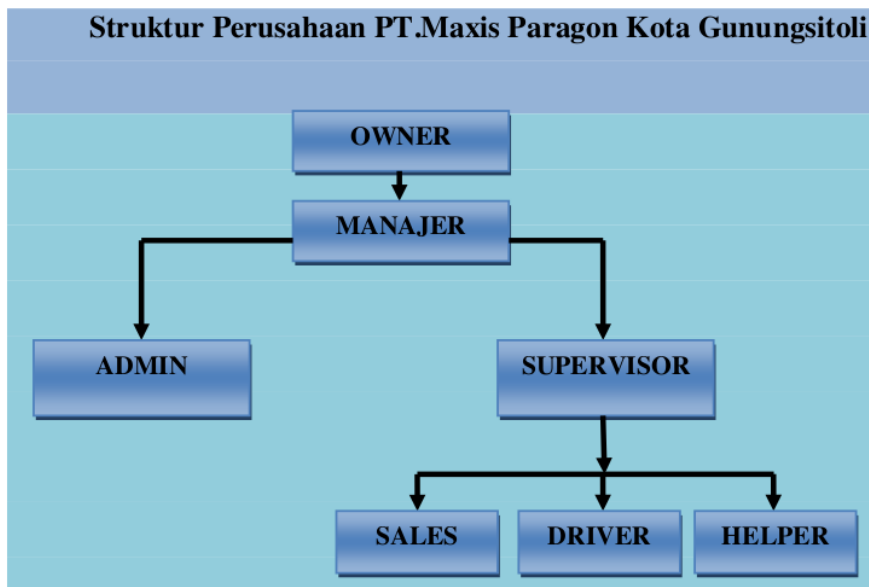 Struktur Perusahaan PT.Maxis Paragon Kota Gunungsitoli
OWNER
MANAJER
ADMIN
SUPERVISOR
SALES
DRIVER
HELPER